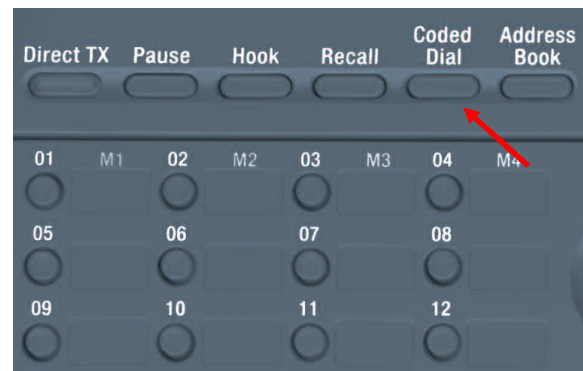 Direct TX Pause Hook Recall Coded Dial Address Book
01 M1 02 M2 03 M3 04 M4
05 06 07 08
09 10 11 12